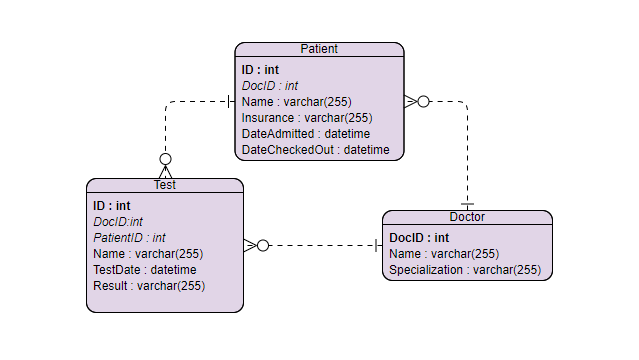 Patient
ID : int
DocID : int
Name : varchar(255)
Insurance : varchar(255)
DateAdmitted : datetime
DateCheckedOut : datetime
Test
ID : int
DocID:int
PatientID : int
Name : varchar(255)
TestDate : datetime
Result : varchar(255)
Doctor
DocID : int
Name : varchar(255)
Specialization : varchar(255)